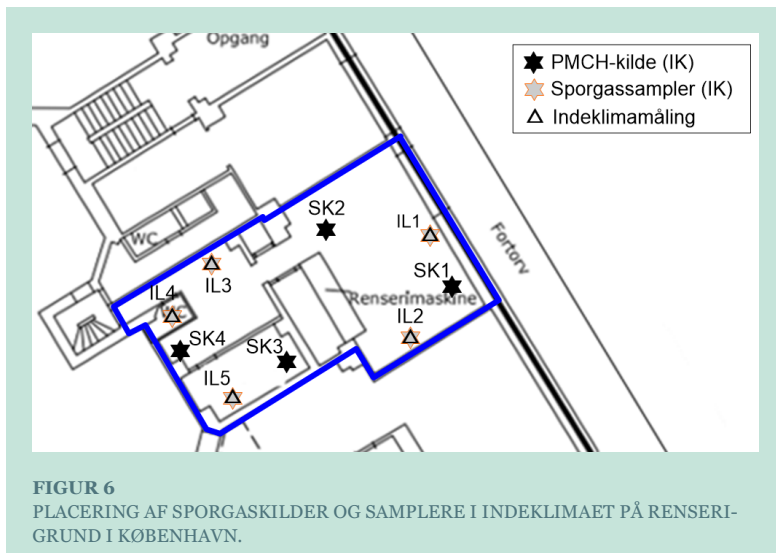 Opgang
PMCH-kilde (IK)
Sporgassampler (IK)
Indeklimamåling
SK2
IL1
WC
Fortorv
SK1
IL3
IL4
Renserimaskine
WC
IL2
SK4
SK3
IL5
FIGUR 6
PLACERING AF SPORGASKILDER OG SAMPLERE I INDEKLIMAET PÅ RENSERI-
GRUND I KØBENHAVN.